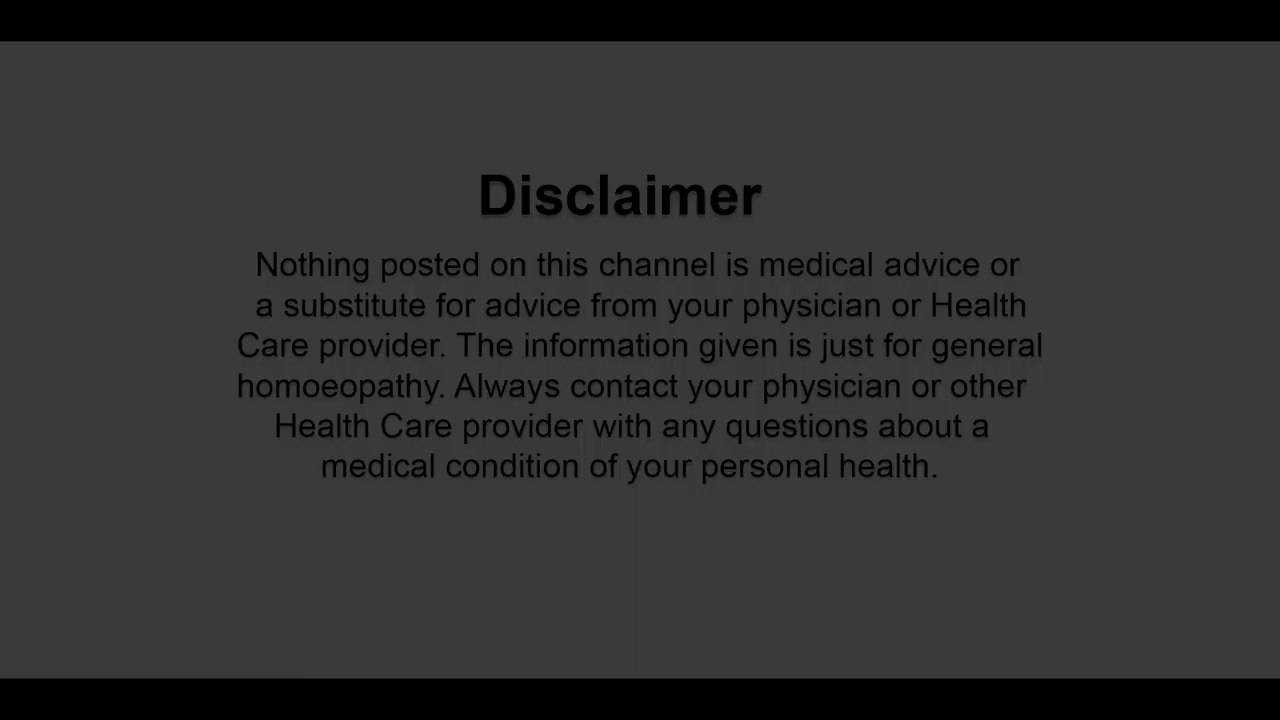 Disclaimer
Nothing posted on this channel is medical advice or
a substitute for advice from your physician or Health
Care provider. The information given is just for general
homoeopathy. Always contact your physician or other
Health Care provider with any questions about a
medical condition of your personal health.